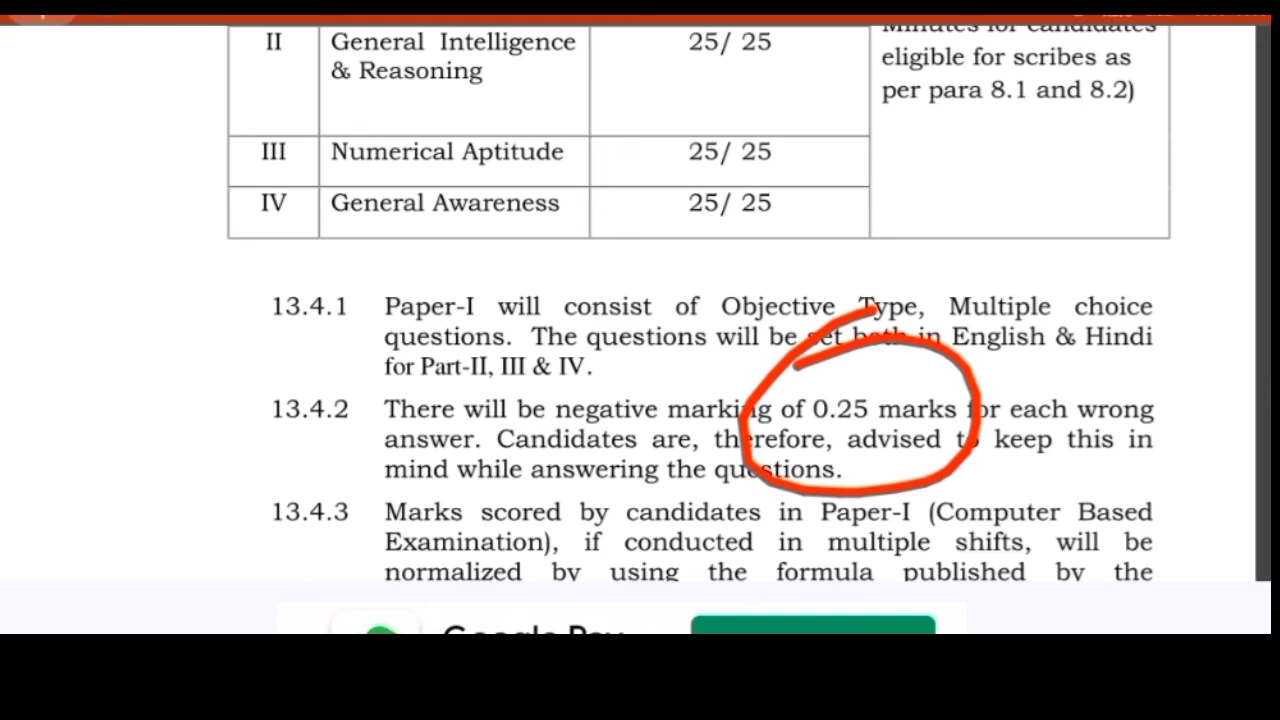 Minutes for candidates
II General Intelligence 25/ 25 eligible for scribes as
& Reasoning per para 8.1 and 8.2)
III Numerical Aptitude 25/ 25
IV General Awareness 25/ 25
13.4.1 Paper-I will consist of Objective Type, Multiple choice
questions. The questions will be set both in English & Hindi
for Part-II, III & IV.
13.4.2 There will be negative marking of 0.25 marks for each wrong
answer. Candidates are, therefore, advised to keep this in
mind while answering the questions.
13.4.3 Marks scored by candidates in Paper-I (Computer Based
Examination), if conducted in multiple shifts, will be
normalized by using the formula published by the
Google Pay